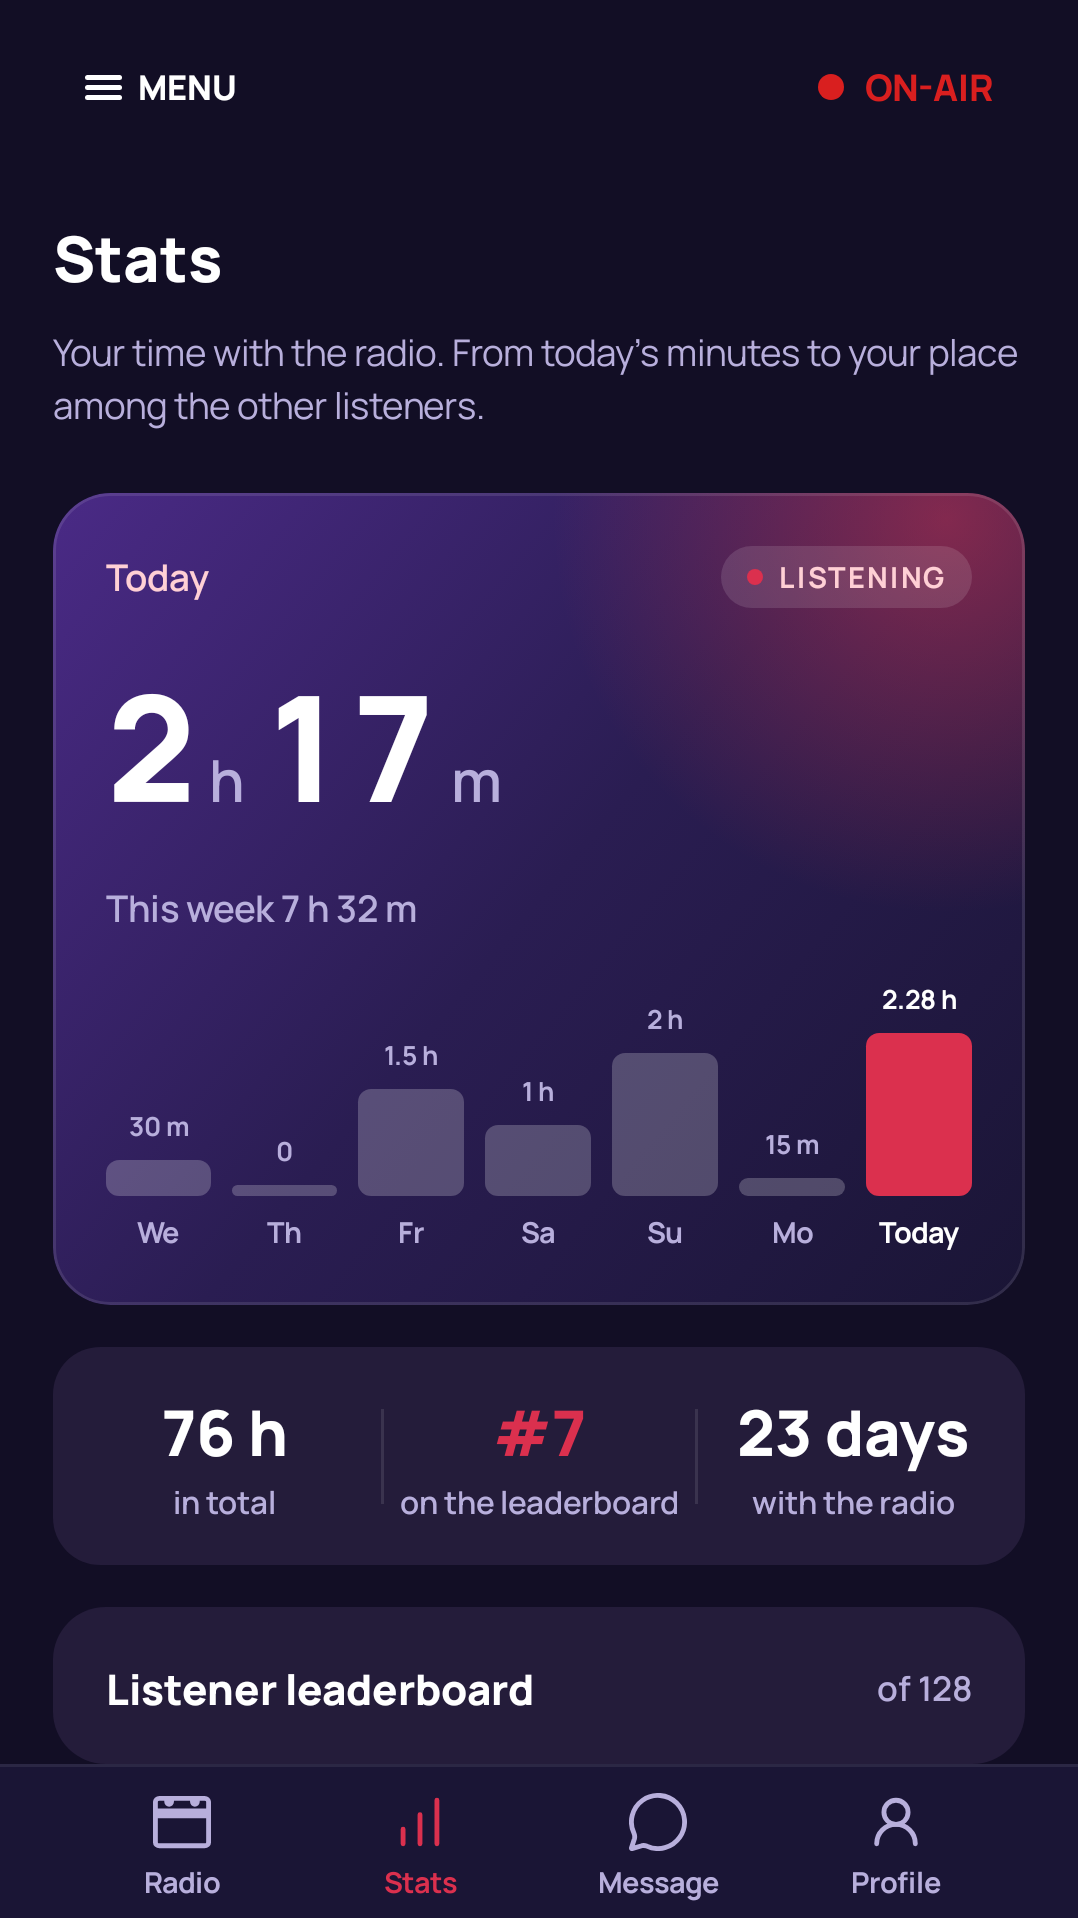 MENU
ON-AIR
Stats
Your time with the radio. From today's minutes to your place
among the other listeners.
Today
LISTENING
2 h 17 m
This week 7 h 32 m
30 m
0
1.5 h
1 h
2 h
15 m
2.28 h
We
Th
Fr
Sa
Su
Mo
Today
76 h
in total
#7
on the leaderboard
23 days
with the radio
Listener leaderboard
of 128
Radio
Stats
Message
Profile